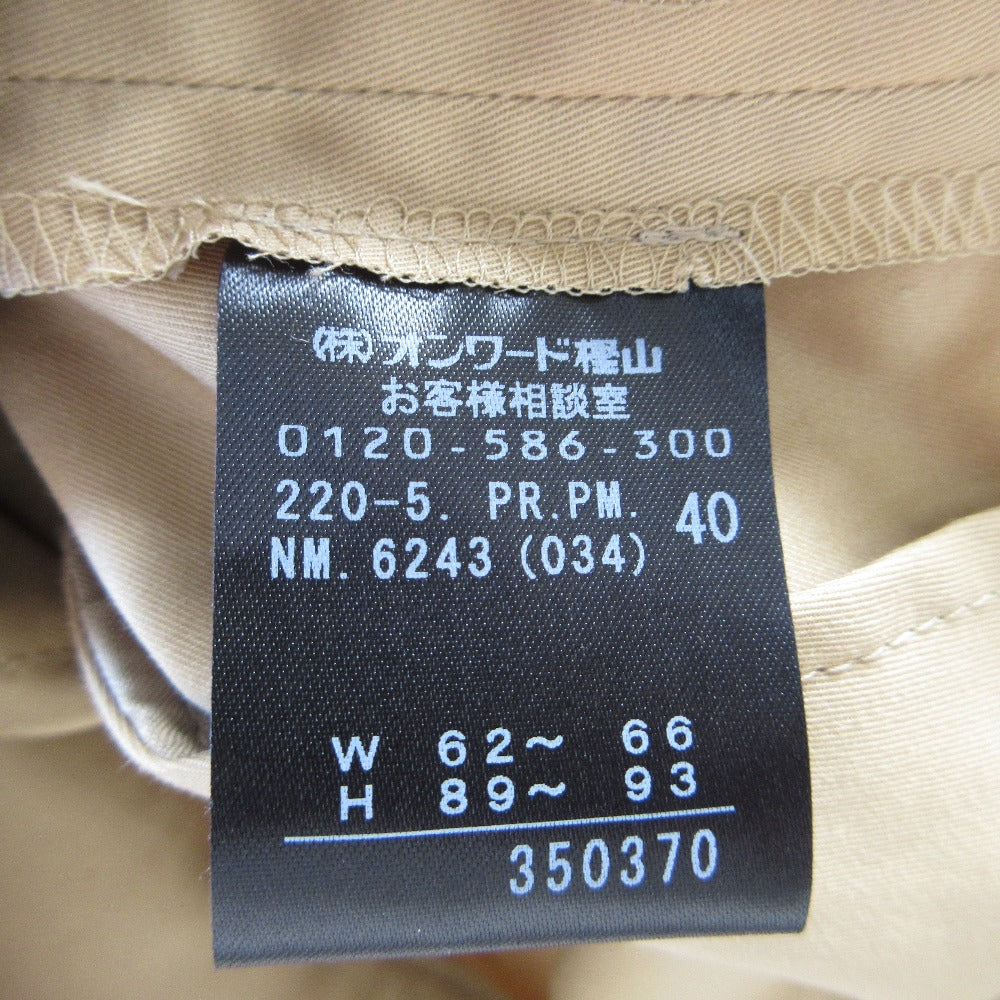 (株)オンワード樫山
お客様相談室
0120-586-300
220-5. PR.PM. 40
NM. 6243 (034)
W 62~ 66
H 89~ 93
350370